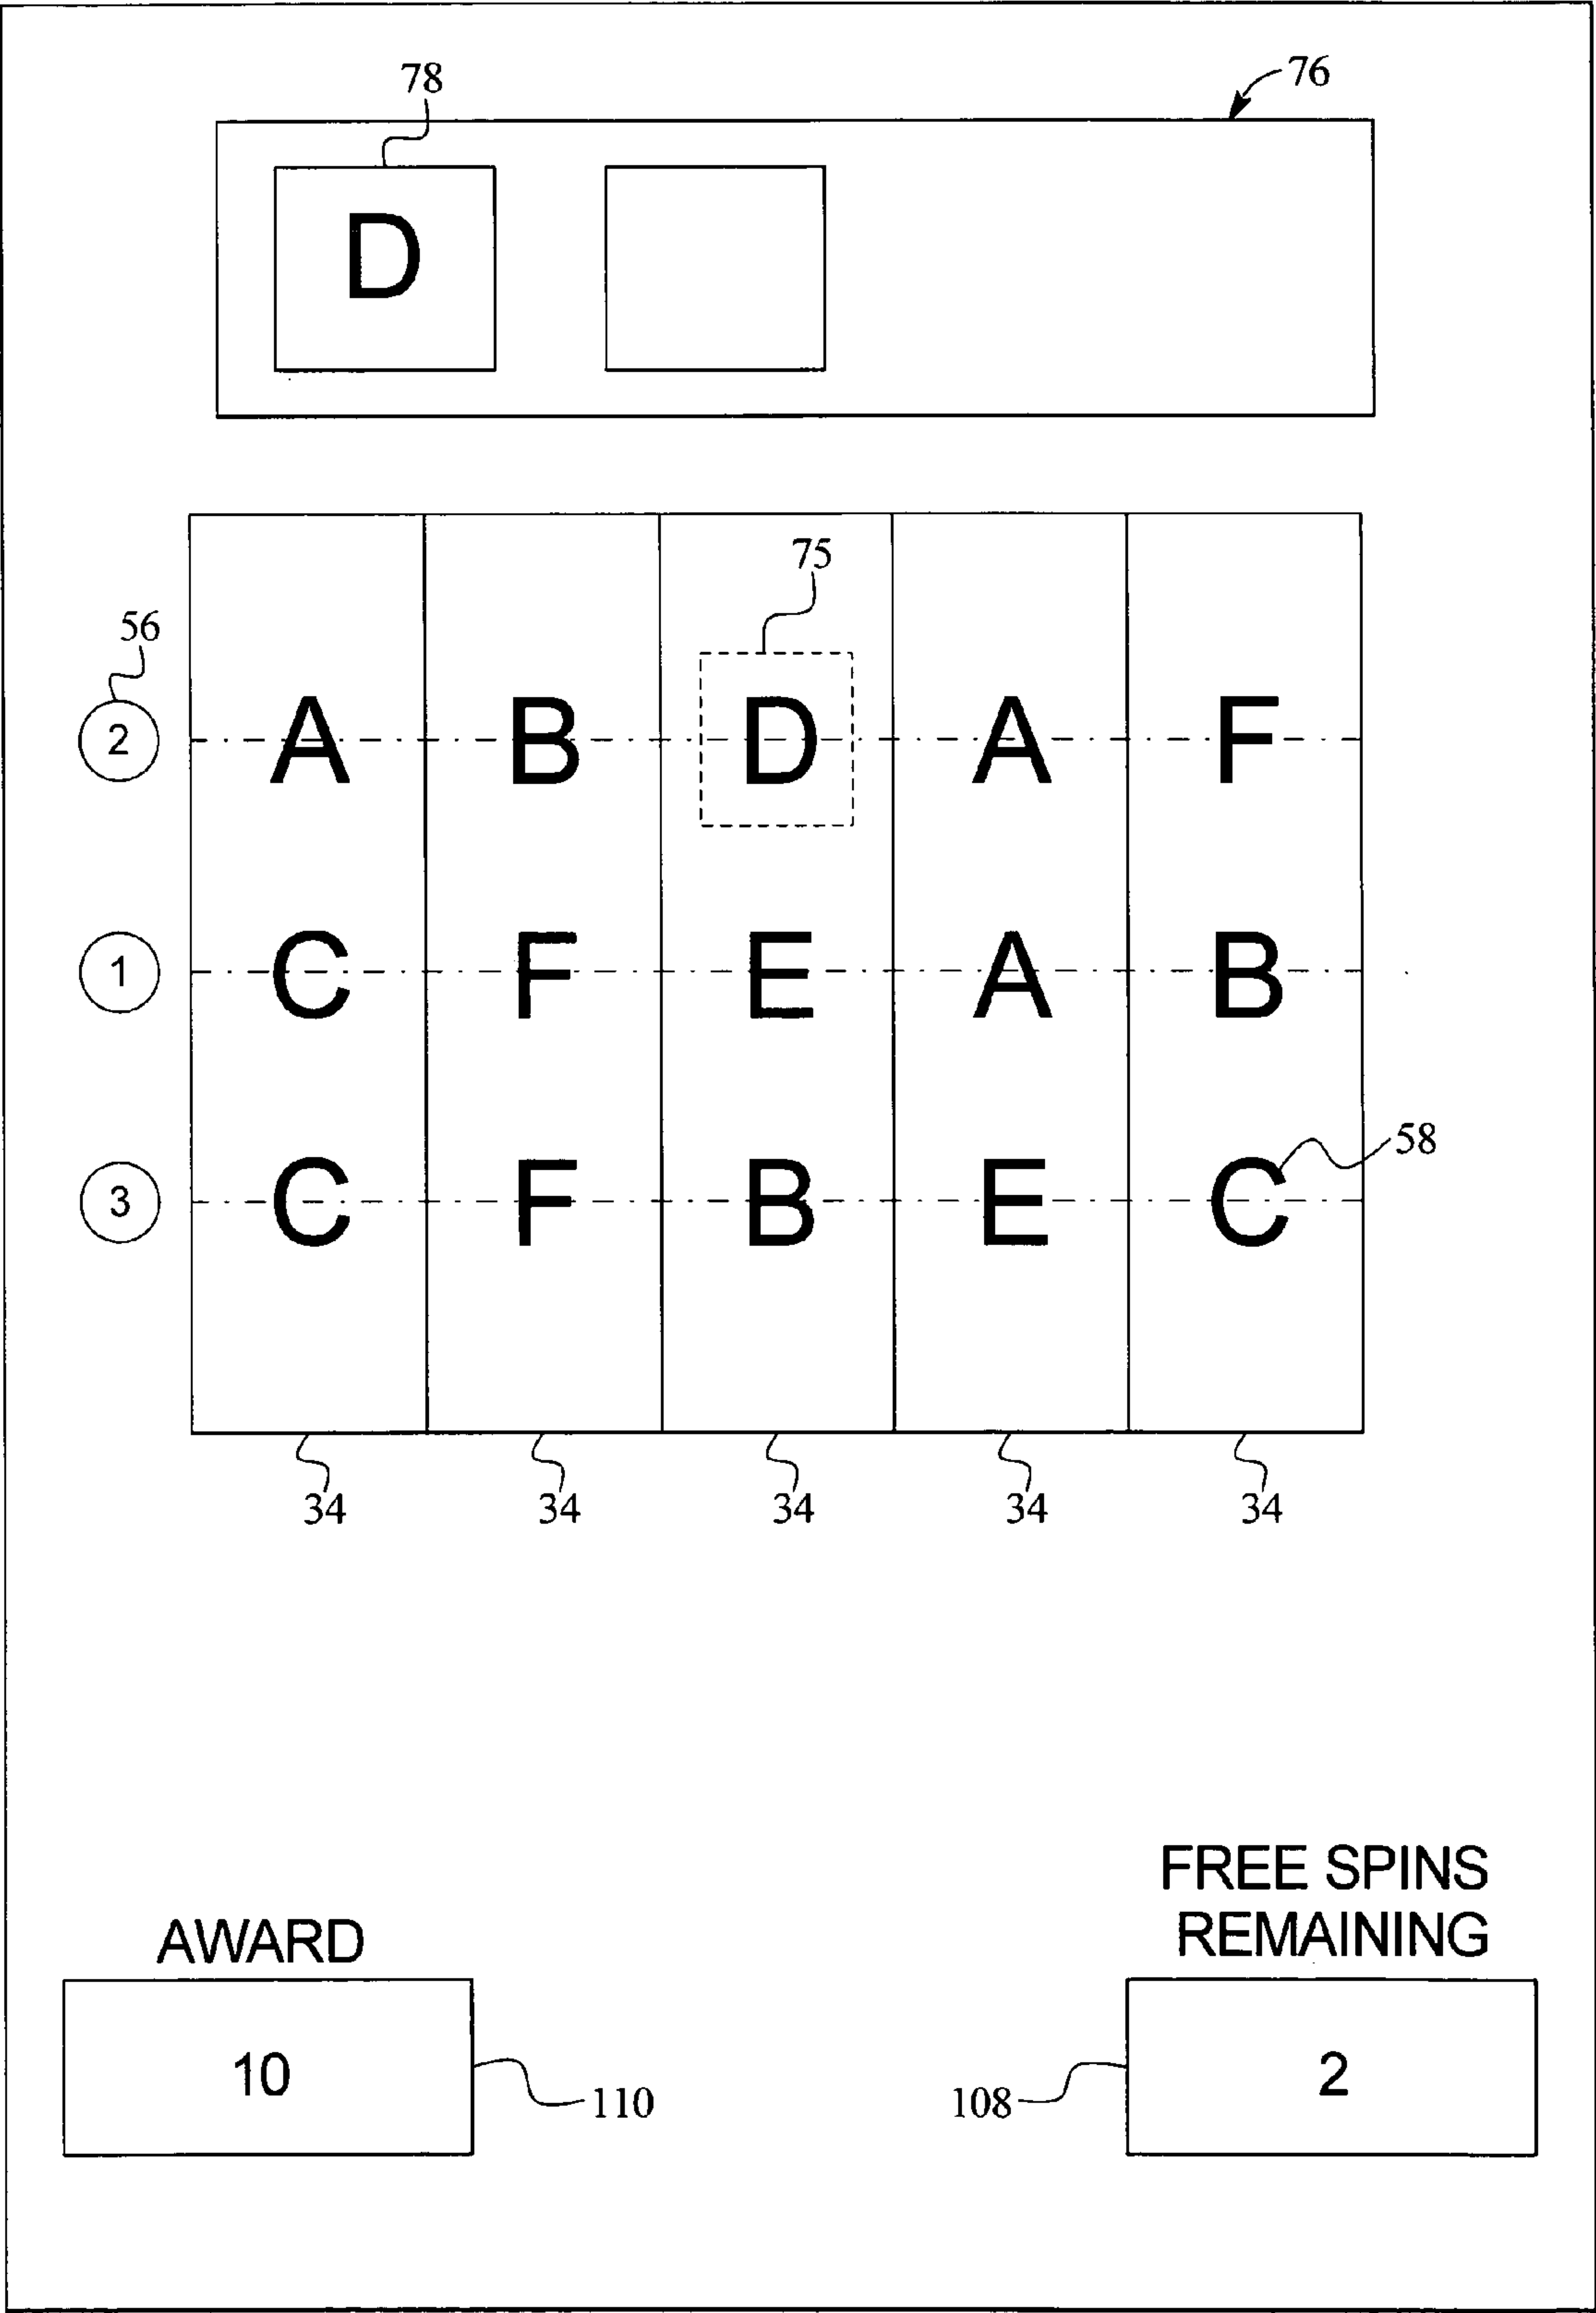 78
76
D
75
56
2 A B D A F
1 C F E A B
58
3 C F B E C
34 34 34 34 34
FREE SPINS
REMAINING
AWARD
10
2
110
108